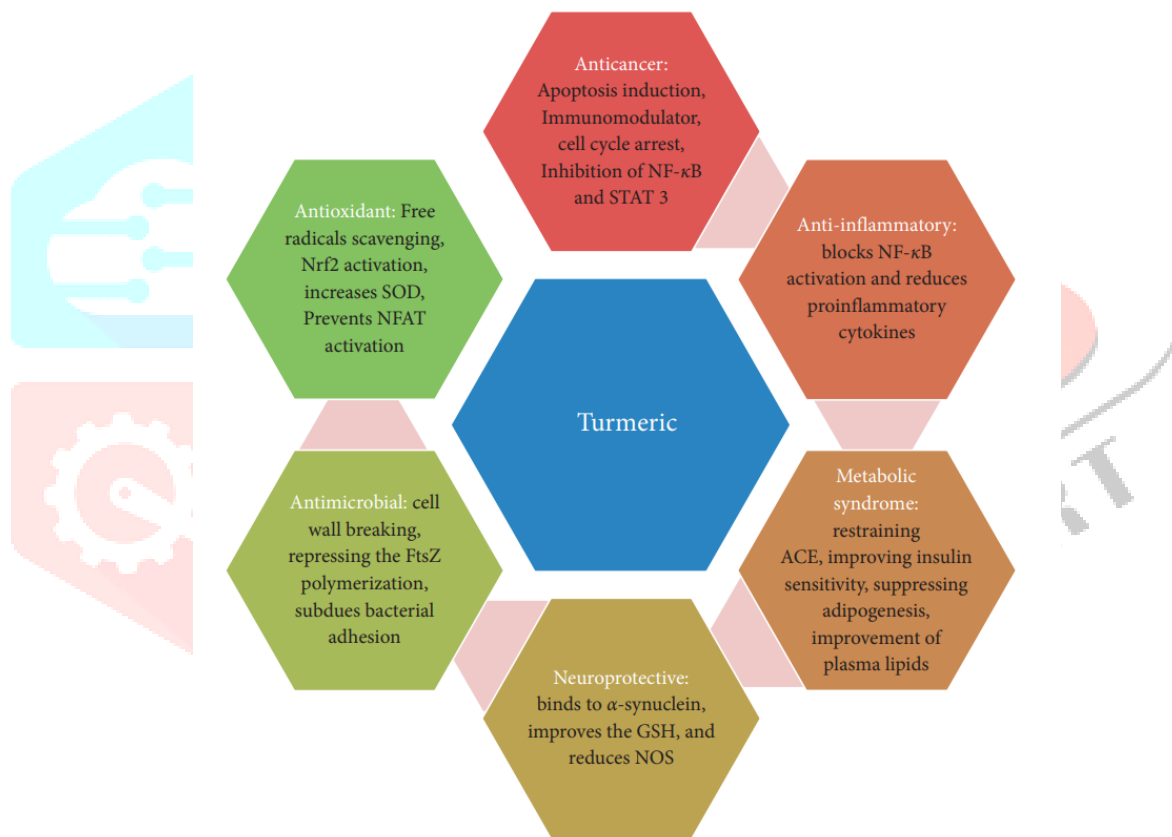 Anticancer:
Apoptosis induction,
Immunomodulator,
cell cycle arrest,
Inhibition of NF-κB
and STAT 3
Anti-inflammatory:
blocks NF-κB
activation and reduces
proinflammatory
cytokines
Metabolic
syndrome:
restraining
ACE, improving insulin
sensitivity, suppressing
adipogenesis,
improvement of
plasma lipids
Neuroprotective:
binds to α-synuclein,
improves the GSH, and
reduces NOS
Antimicrobial: cell
wall breaking,
repressing the FtsZ
polymerization,
subdues bacterial
adhesion
Antioxidant: Free
radicals scavenging,
Nrf2 activation,
increases SOD,
Prevents NFAT
activation
Turmeric